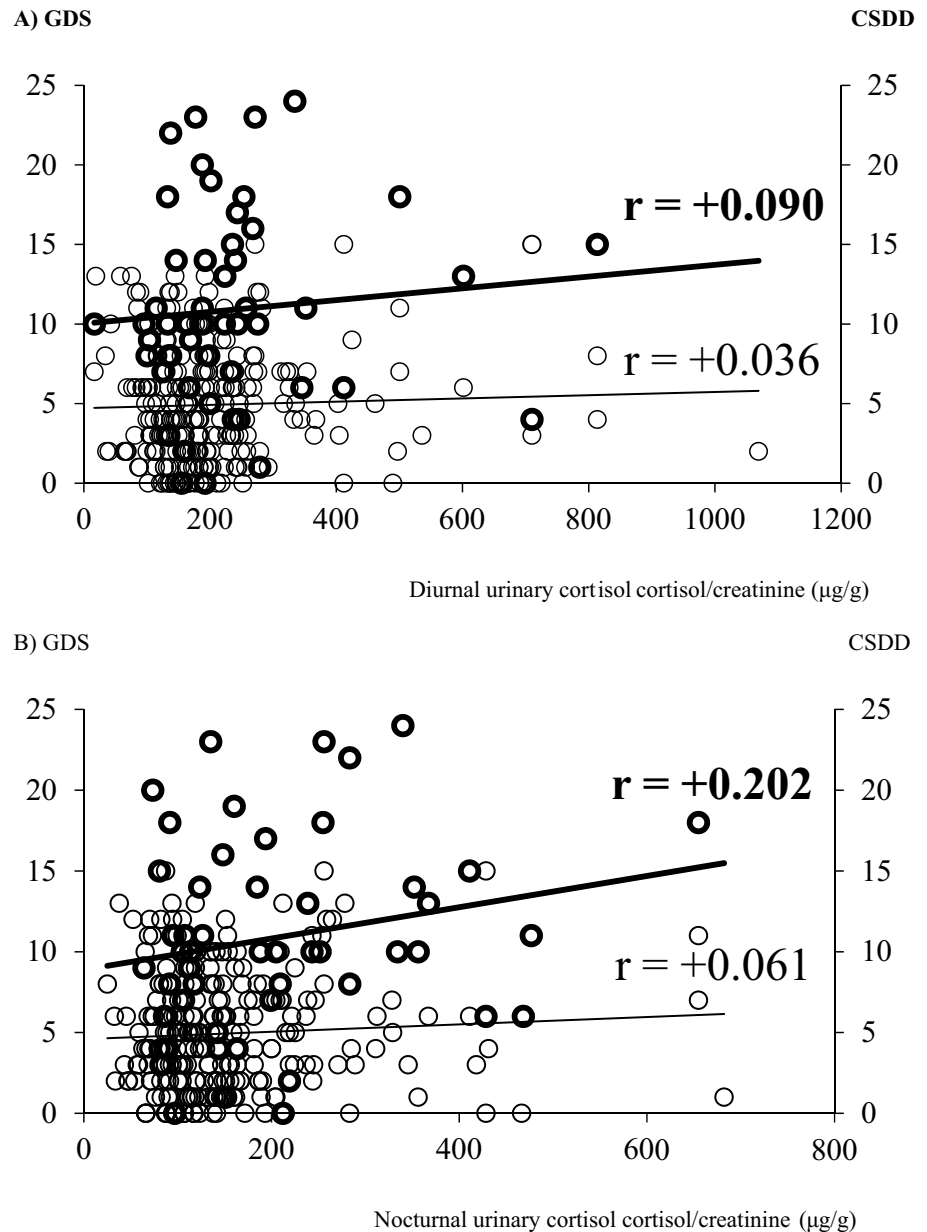 A) GDS CSDD
25 25
20 20
r = +0.090
15 15
10 10
r = +0.036
5 5
0 0
0 200 400 600 800 1000 1200
Diurnal urinary cortisol cortisol/creatinine (μg/g)
B) GDS CSDD
25 25
20 20
r = +0.202
15 15
10 10
r = +0.061
5 5
0 0
0 200 400 600 800
Nocturnal urinary cortisol cortisol/creatinine (μg/g)